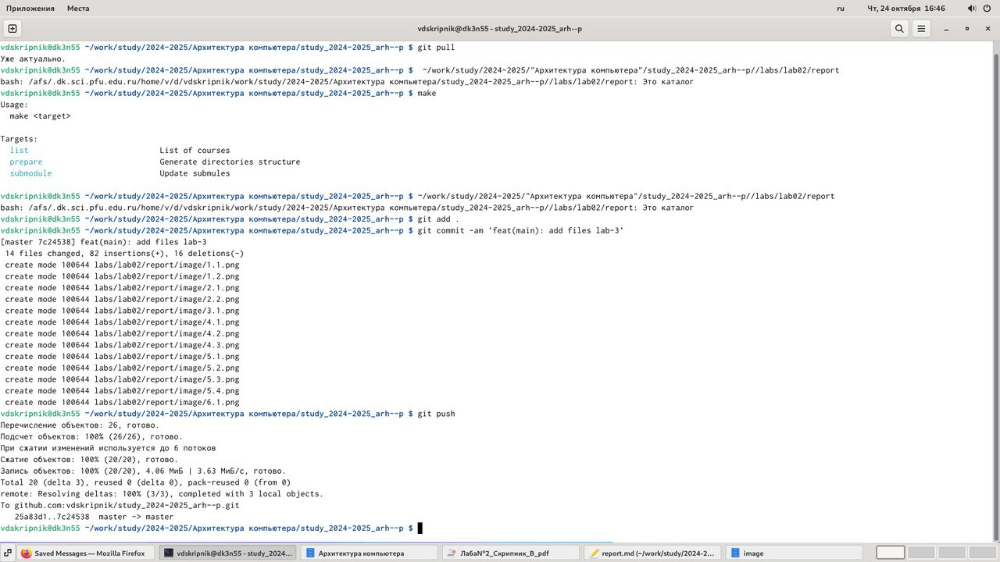 Приложения Места ru Чт, 24 октября 16:46
vdskripnik@dk3n55 - study_2024-2025_arh--p
vdskripnik@dk3n55 ~/work/study/2024-2025/Архитектура компьютера/study_2024-2025_arh--p $ git pull
Уже актуально.
vdskripnik@dk3n55 ~/work/study/2024-2025/Архитектура компьютера/study_2024-2025_arh--p $  ~/work/study/2024-2025/"Архитектура компьютера"/study_2024-2025_arh--p//labs/lab02/report
bash: /afs/.dk.sci.pfu.edu.ru/home/v/d/vdskripnik/work/study/2024-2025/Архитектура компьютера/study_2024-2025_arh--p//labs/lab02/report: Это каталог
vdskripnik@dk3n55 ~/work/study/2024-2025/Архитектура компьютера/study_2024-2025_arh--p $ make
Usage:
  make <target>
Targets:
  list                            List of courses
  prepare                         Generate directories structure
  submodule                       Update submules
vdskripnik@dk3n55 ~/work/study/2024-2025/Архитектура компьютера/study_2024-2025_arh--p $ ~/work/study/2024-2025/"Архитектура компьютера"/study_2024-2025_arh--p//labs/lab02/report
bash: /afs/.dk.sci.pfu.edu.ru/home/v/d/vdskripnik/work/study/2024-2025/Архитектура компьютера/study_2024-2025_arh--p//labs/lab02/report: Это каталог
vdskripnik@dk3n55 ~/work/study/2024-2025/Архитектура компьютера/study_2024-2025_arh--p $ git add .
vdskripnik@dk3n55 ~/work/study/2024-2025/Архитектура компьютера/study_2024-2025_arh--p $ git commit -am 'feat(main): add files lab-3'
[master 7c24538] feat(main): add files lab-3
 14 files changed, 82 insertions(+), 16 deletions(-)
 create mode 100644 labs/lab02/report/image/1.1.png
 create mode 100644 labs/lab02/report/image/1.2.png
 create mode 100644 labs/lab02/report/image/2.1.png
 create mode 100644 labs/lab02/report/image/2.2.png
 create mode 100644 labs/lab02/report/image/3.1.png
 create mode 100644 labs/lab02/report/image/4.1.png
 create mode 100644 labs/lab02/report/image/4.2.png
 create mode 100644 labs/lab02/report/image/4.3.png
 create mode 100644 labs/lab02/report/image/5.1.png
 create mode 100644 labs/lab02/report/image/5.2.png
 create mode 100644 labs/lab02/report/image/5.3.png
 create mode 100644 labs/lab02/report/image/5.4.png
 create mode 100644 labs/lab02/report/image/6.1.png
vdskripnik@dk3n55 ~/work/study/2024-2025/Архитектура компьютера/study_2024-2025_arh--p $ git push
Перечисление объектов: 26, готово.
Подсчет объектов: 100% (26/26), готово.
При сжатии изменений используется до 6 потоков
Сжатие объектов: 100% (20/20), готово.
Запись объектов: 100% (20/20), 4.06 МиБ | 3.63 МиБ/с, готово.
Total 20 (delta 3), reused 0 (delta 0), pack-reused 0 (from 0)
remote: Resolving deltas: 100% (3/3), completed with 3 local objects.
To github.com:vdskripnik/study_2024-2025_arh--p.git
   25a83d1..7c24538  master -> master
vdskripnik@dk3n55 ~/work/study/2024-2025/Архитектура компьютера/study_2024-2025_arh--p $
Saved Messages — Mozilla Firefox vdskripnik@dk3n55 - study_2024... Архитектура компьютера Лаба№2_Скрипник_В_pdf report.md (~/work/study/2024-2... image